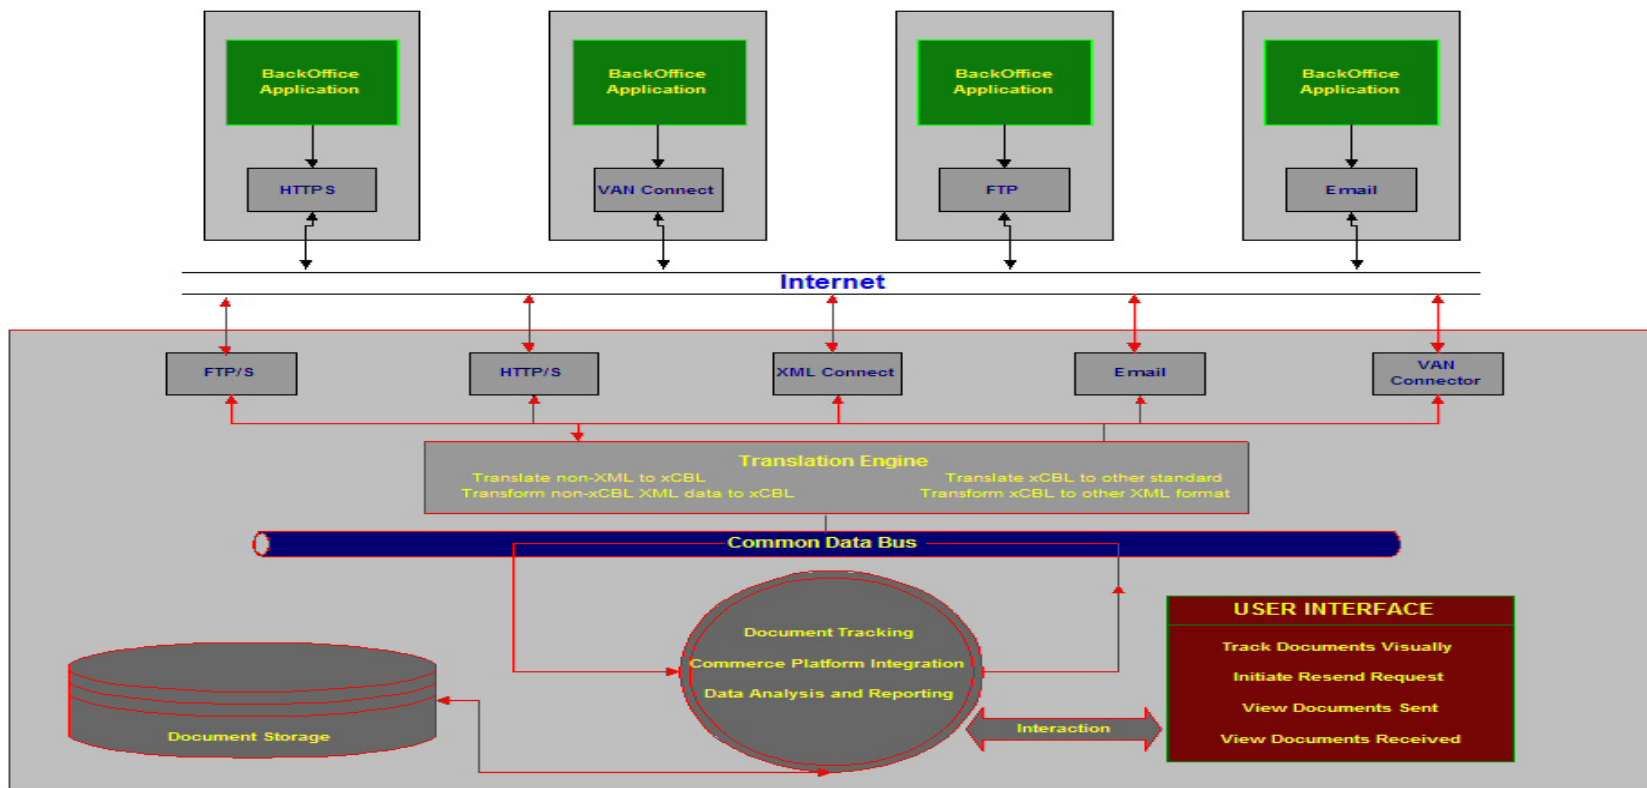 BackOffice
Application
BackOffice
Application
BackOffice
Application
BackOffice
Application
HTTPS
VAN Connect
FTP
Email
Internet
FTP/S
HTTP/S
XML Connect
Email
VAN
Connector
Translation Engine
Translate non-XML to xCBL
Transform non-xCBL XML data to xCBL
Translate xCBL to other standard
Transform xCBL to other XML format
Common Data Bus
Document Tracking
Commerce Platform Integration
Data Analysis and Reporting
Document Storage
Interaction
USER INTERFACE
Track Documents Visually
Initiate Resend Request
View Documents Sent
View Documents Received